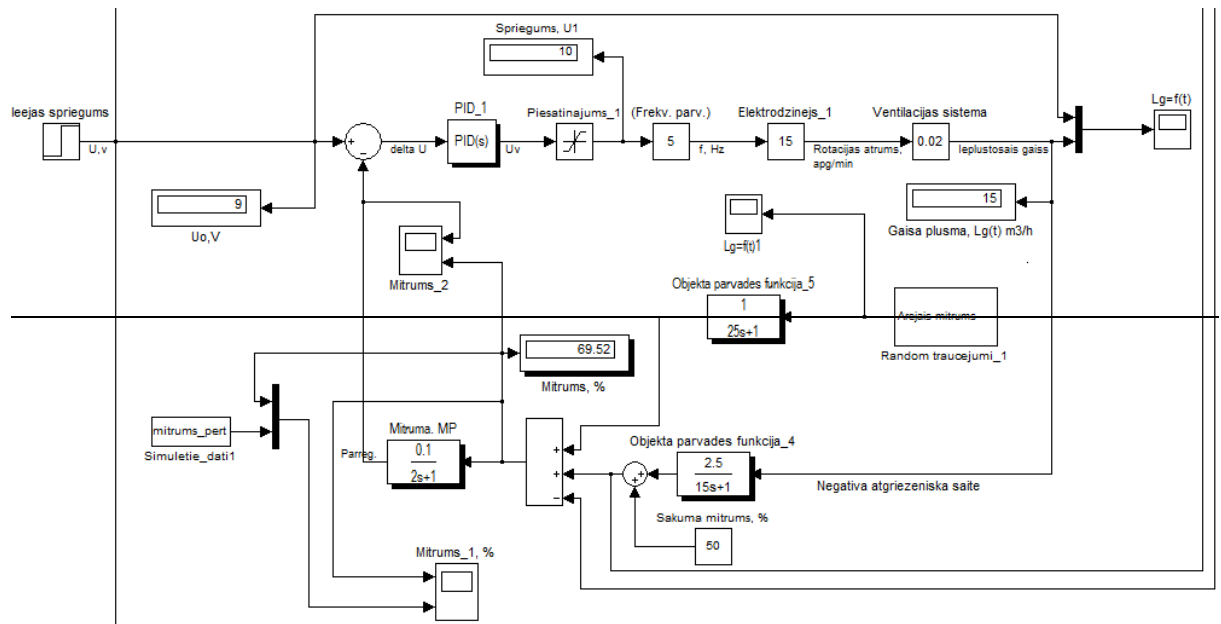 Spriegums, U1
10
Ieejas spriegums
U,v
+
−
delta U
PID_1
PID(s)
Uv
Piesatinajums_1
(Frekv. parv.)
5
f, Hz
Elektrodzinejs_1
15
Rotacijas atrums,
apg/min
Ventilacijas sistema
0.02
Ieplustosais gaiss
Lg=f(t)
9
Uo,V
Mitrums_2
Lg=f(t)1
15
Gaisa plusma, Lg(t) m3/h
Objekta parvades funkcija_5
1
25s+1
Arejais mitrums
Random traucejumi_1
69.52
Mitrums, %
mitrums_pert
Simuletie_dati1
Parreg.
Mitruma. MP
0.1
2s+1
+
+
−
+
+
Objekta parvades funkcija_4
2.5
15s+1
Negativa atgriezeniska saite
Sakuma mitrums, %
50
Mitrums_1, %